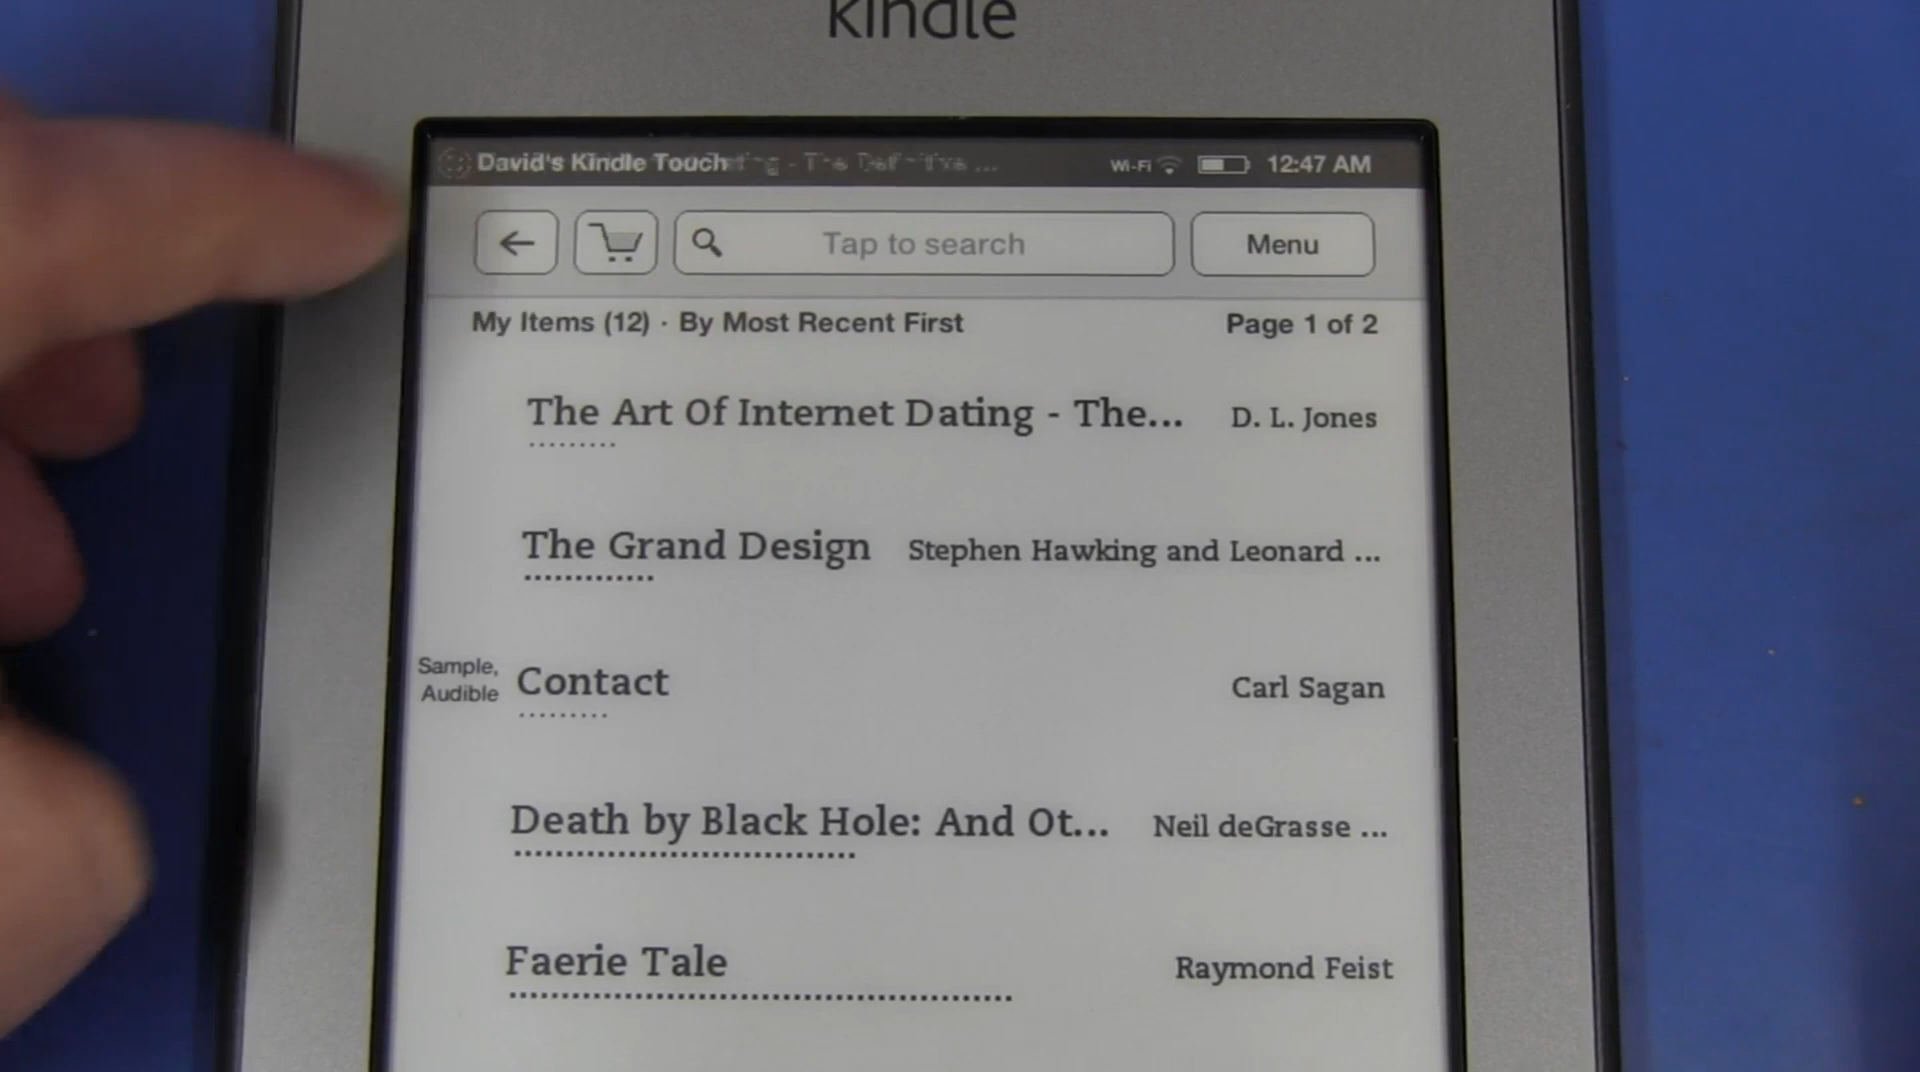 kindle
David's Kindle Touch Wi-Fi 12:47 AM
Tap to search Menu
My Items (12) · By Most Recent First Page 1 of 2
The Art Of Internet Dating - The... D. L. Jones
The Grand Design Stephen Hawking and Leonard ...
Sample, Audible Contact Carl Sagan
Death by Black Hole: And Ot... Neil deGrasse ...
Faerie Tale Raymond Feist